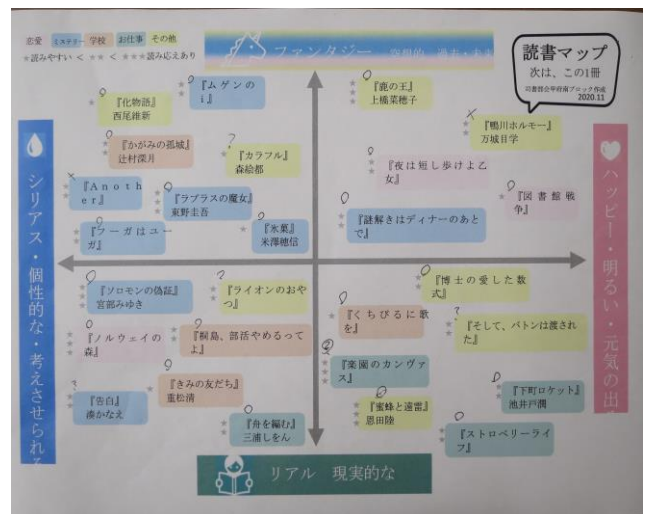 恋愛 ミステリー 学校 お仕事 その他
★読みやすい < ★★ < ★★★読み応えあり
ファンタジー 空想的 過去・未来
読書マップ
次は、この1冊
2020.11
『化物語』
西尾維新
『ムゲンの
i』
『鹿の王』
上橋菜穂子
『鴨川ホルモー』
万城目学
『かがみの孤城』
辻村深月
『カラフル』
森絵都
『夜は短し歩けよ乙
女』
『Anoth
er』
『ラプラスの魔女』
東野圭吾
『図書館戦
争』
『フーガはユー
ガ』
『氷菓』
米澤穂信
『謎解きはディナーのあと
で』
シリアス・個性的な・考えさせられる
ハッピー・明るい・元気の出
『ソロモンの偽証』
宮部みゆき
『ライオンのおや
つ』
『博士の愛した数
式』
『くちびるに歌
を』
『ノルウェイの
森』
『桐島、部活やめるって
よ』
『そして、バトンは渡され
た』
『楽園のカンヴァ
ス』
『告白』
湊かなえ
『きみの友だち』
重松清
『下町ロケット』
池井戸潤
『蜜蜂と遠雷』
恩田陸
『舟を編む』
三浦しをん
『ストロベリーライ
フ』
リアル 現実的な